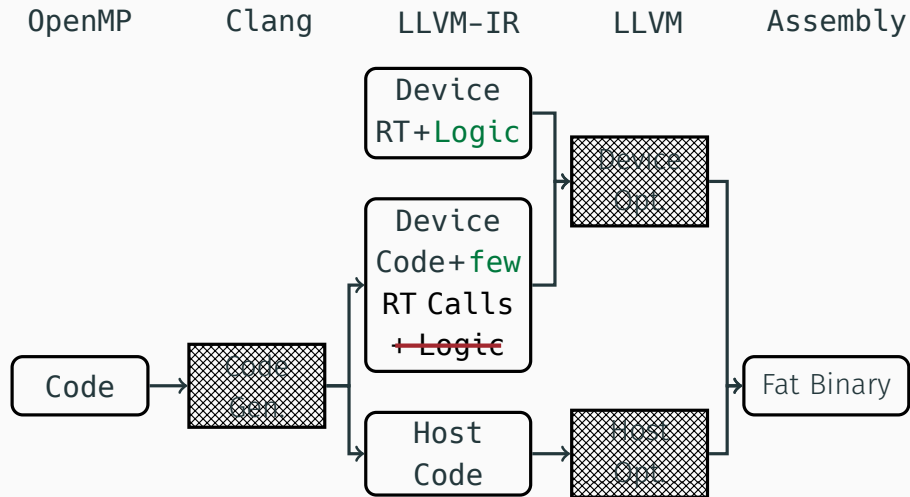 OpenMP Clang LLVM-IR LLVM Assembly
Device
RT+Logic
Device
Opt.
Device
Code+few
RT Calls
+ Logic
Code
Code
Gen.
Fat Binary
Host
Code
Host
Opt.